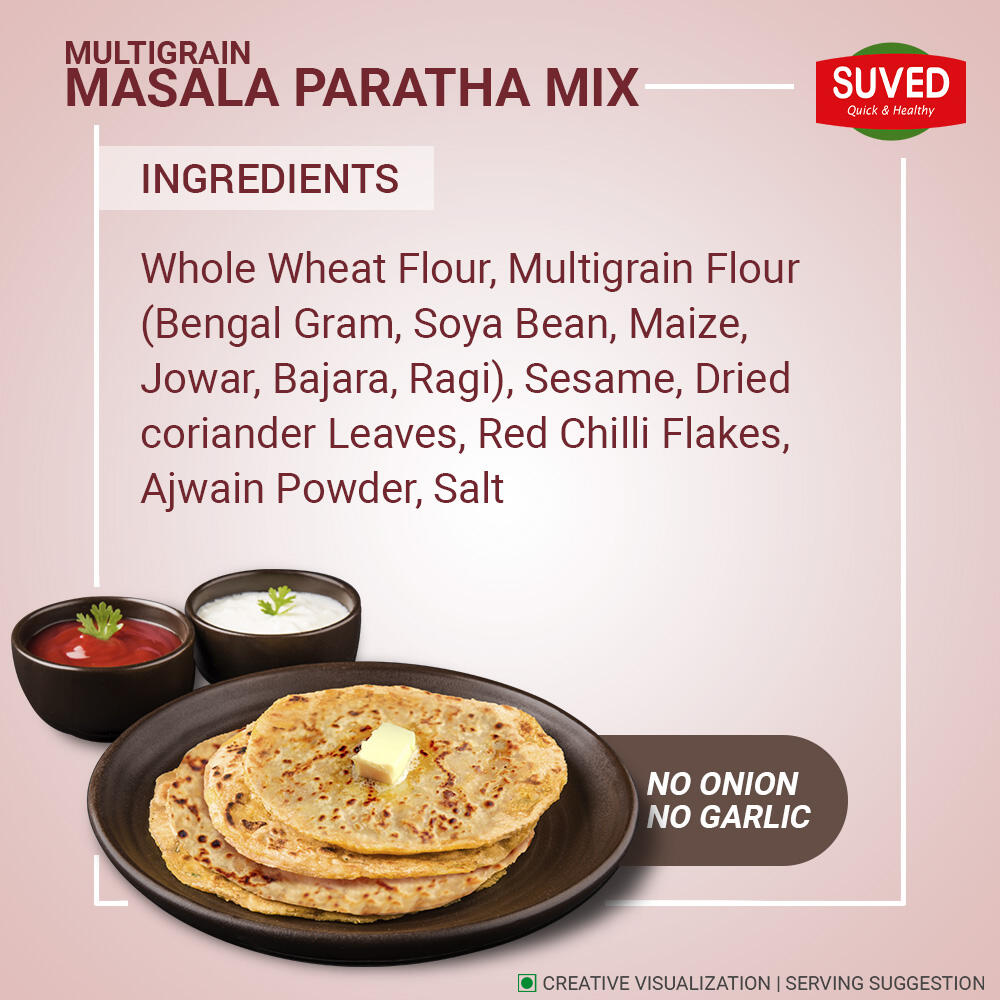 MULTIGRAIN
MASALA PARATHA MIX
SUVED
Quick & Healthy
INGREDIENTS
Whole Wheat Flour, Multigrain Flour
(Bengal Gram, Soya Bean, Maize,
Jowar, Bajara, Ragi), Sesame, Dried
coriander Leaves, Red Chilli Flakes,
Ajwain Powder, Salt
NO ONION
NO GARLIC
CREATIVE VISUALIZATION | SERVING SUGGESTION